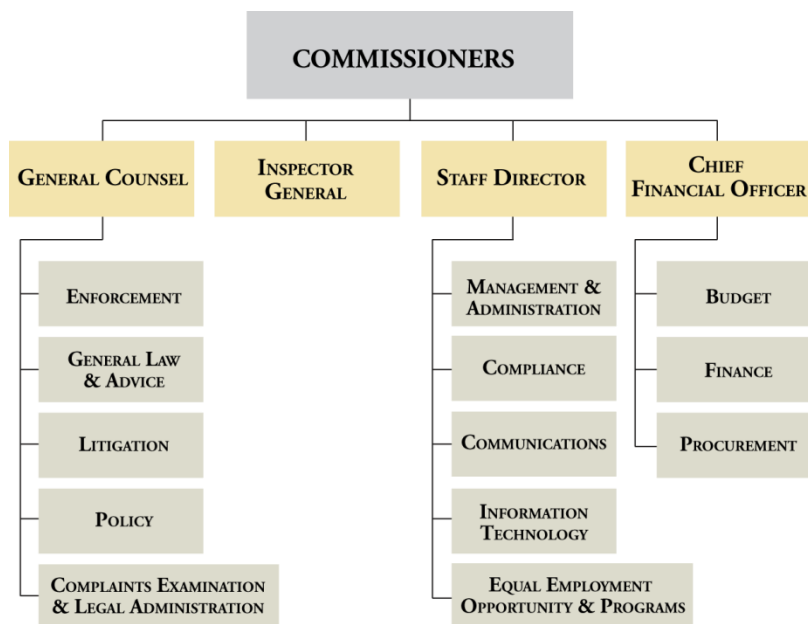 COMMISSIONERS
GENERAL COUNSEL
INSPECTOR
GENERAL
STAFF DIRECTOR
CHIEF
FINANCIAL OFFICER
ENFORCEMENT
GENERAL LAW
& ADVICE
LITIGATION
POLICY
COMPLAINTS EXAMINATION
& LEGAL ADMINISTRATION
MANAGEMENT &
ADMINISTRATION
COMPLIANCE
COMMUNICATIONS
INFORMATION
TECHNOLOGY
EQUAL EMPLOYMENT
OPPORTUNITY & PROGRAMS
BUDGET
FINANCE
PROCUREMENT